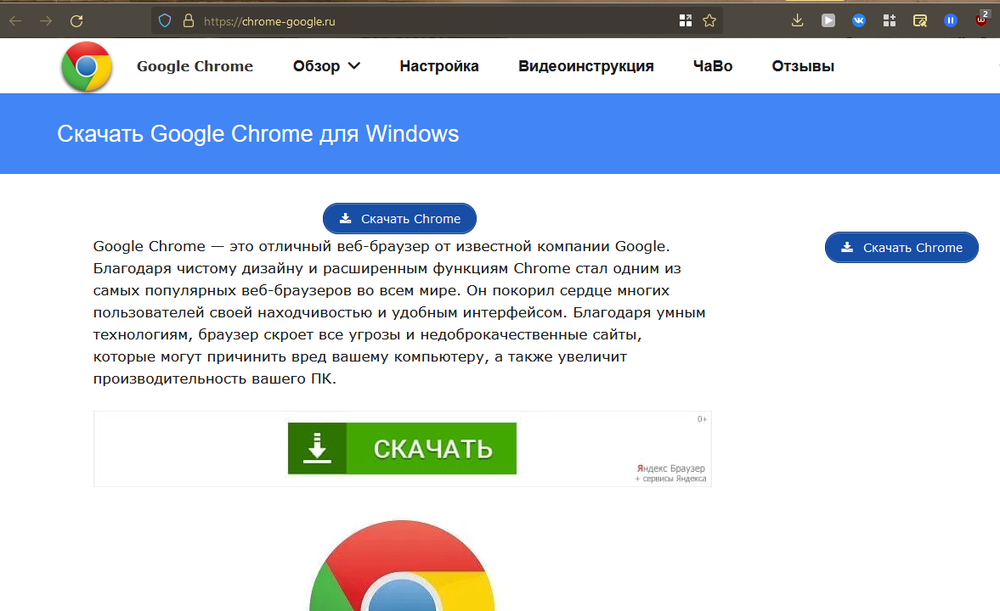 https://chrome-google.ru
2
Google Chrome Обзор Настройка Видеоинструкция ЧаВо Отзывы
Скачать Google Chrome для Windows
Скачать Chrome
Скачать Chrome
Google Chrome — это отличный веб-браузер от известной компании Google.
Благодаря чистому дизайну и расширенным функциям Chrome стал одним из
самых популярных веб-браузеров во всем мире. Он покорил сердце многих
пользователей своей находчивостью и удобным интерфейсом. Благодаря умным
технологиям, браузер скроет все угрозы и недоброкачественные сайты,
которые могут причинить вред вашему компьютеру, а также увеличит
производительность вашего ПК.
0+
СКАЧАТЬ
Яндекс Браузер
+ сервисы Яндекса